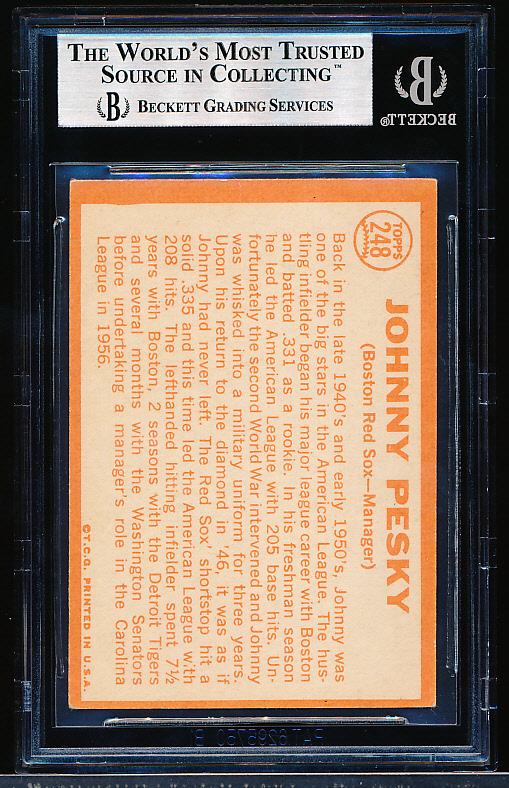 THE WORLD'S MOST TRUSTED
SOURCE IN COLLECTING™
B BECKETT GRADING SERVICES
B
BECKETT®
TOPPS
248
JOHNNY PESKY
(Boston Red Sox—Manager)
Back in the late 1940's and early 1950's, Johnny was
one of the big stars in the American League. The hus-
tling infielder began his major league career with Boston
and batted .331 as a rookie. In his freshman season
he led the American League with 205 base hits. Un-
fortunately the second World War intervened and Johnny
was whisked into a military uniform for three years.
Upon his return to the diamond in '46, it was as if
Johnny had never left. The Red Sox' shortstop hit a
solid .335 and this time led the American League with
208 hits. The lefthanded hitting infielder spent 7½
years with Boston, 2 seasons with the Detroit Tigers
and several months with the Washington Senators
before undertaking a manager's role in the Carolina
League in 1956.
©T.C.G. PRINTED IN U.S.A.